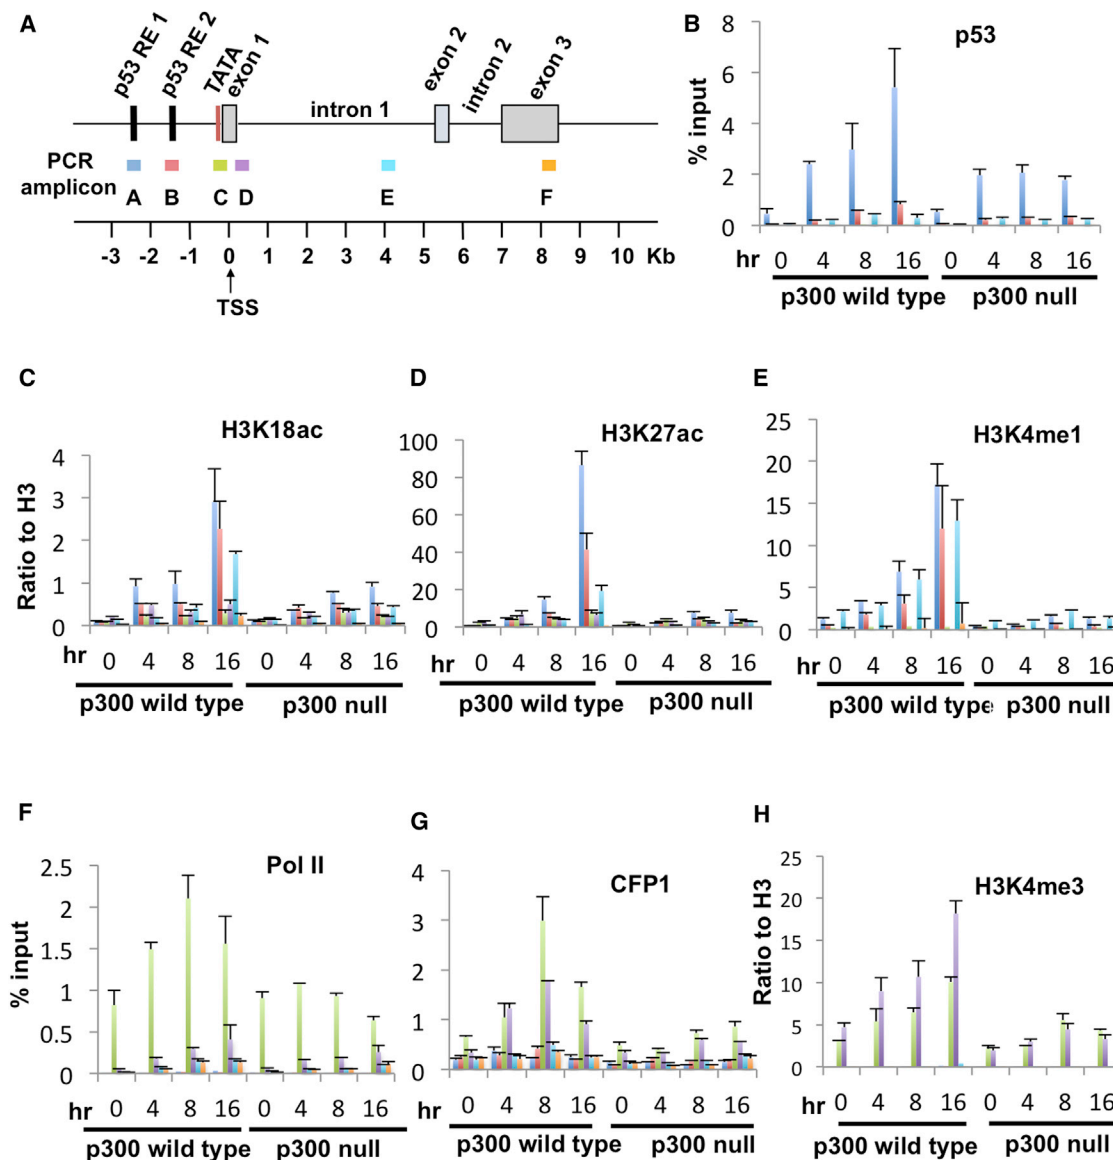 A
p53 RE 1
p53 RE 2
TATA
exon 1
intron 1
exon 2
intron 2
exon 3
PCR
amplicon
A B C D E F
-3 -2 -1 0 1 2 3 4 5 6 7 8 9 10 Kb
TSS
B
p53
% input
8
6
4
2
0
hr 0 4 8 16 0 4 8 16
p300 wild type p300 null
C
H3K18ac
Ratio to H3
4
3
2
1
0
hr 0 4 8 16 0 4 8 16
p300 wild type p300 null
D
H3K27ac
100
80
60
40
20
0
hr 0 4 8 16 0 4 8 16
p300 wild type p300 null
E
H3K4me1
25
20
15
10
5
0
hr 0 4 8 16 0 4 8 16
p300 wild type p300 null
F
Pol II
% input
2.5
2
1.5
1
0.5
0
hr 0 4 8 16 0 4 8 16
p300 wild type p300 null
G
CFP1
4
3
2
1
0
hr 0 4 8 16 0 4 8 16
p300 wild type p300 null
H
H3K4me3
Ratio to H3
25
20
15
10
5
0
hr 0 4 8 16 0 4 8 16
p300 wild type p300 null